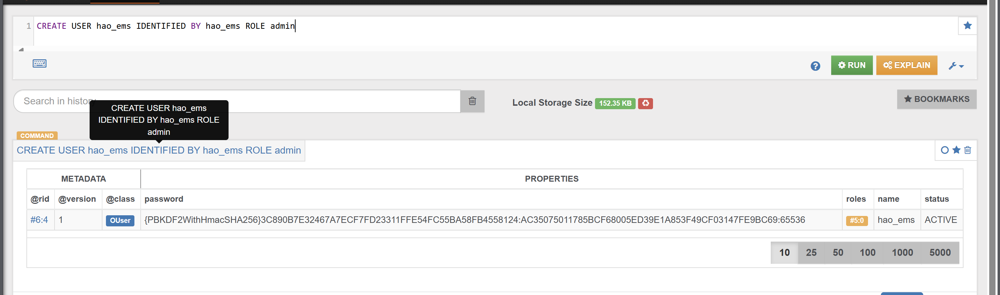 1 CREATE USER hao_ems IDENTIFIED BY hao_ems ROLE admin
RUN
EXPLAIN
Search in history
Local Storage Size 152.35 KB
BOOKMARKS
CREATE USER hao_ems
IDENTIFIED BY hao_ems ROLE
admin
COMMAND
CREATE USER hao_ems IDENTIFIED BY hao_ems ROLE admin
METADATA PROPERTIES
@rid @version @class password roles name status
#6:4 1 OUser {PBKDF2WithHmacSHA256}3C890B7E32467A7ECF7FD23311FFE54FC55BA58FB4558124:AC35075011785BCF68005ED39E1A853F49CF03147FE9BC69:65536 #5:0 hao_ems ACTIVE
10 25 50 100 1000 5000